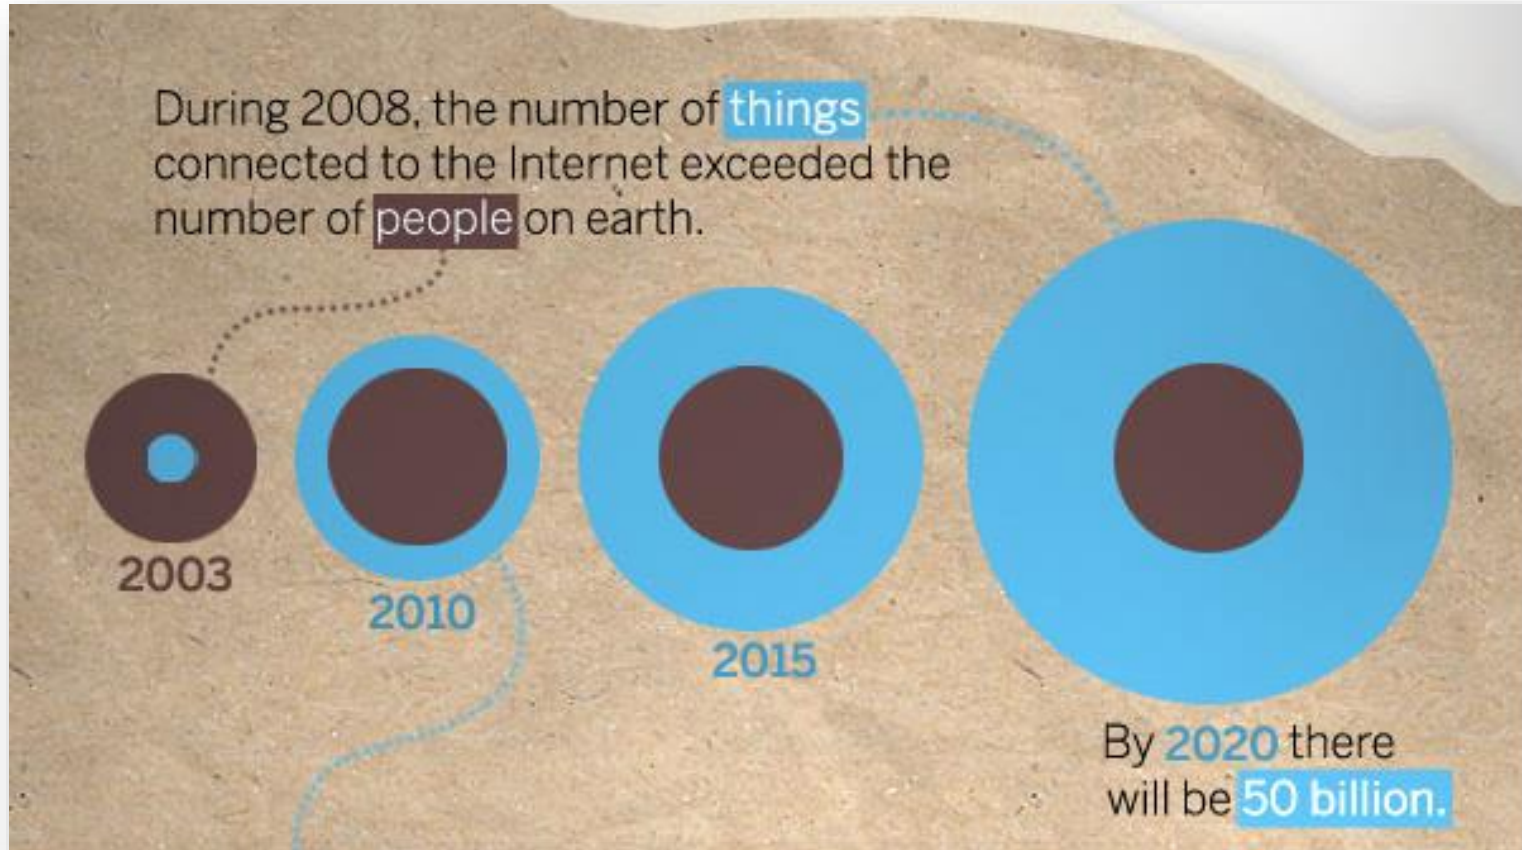 During 2008, the number of things
connected to the Internet exceeded the
number of people on earth.
2003
2010
2015
By 2020 there
will be 50 billion.